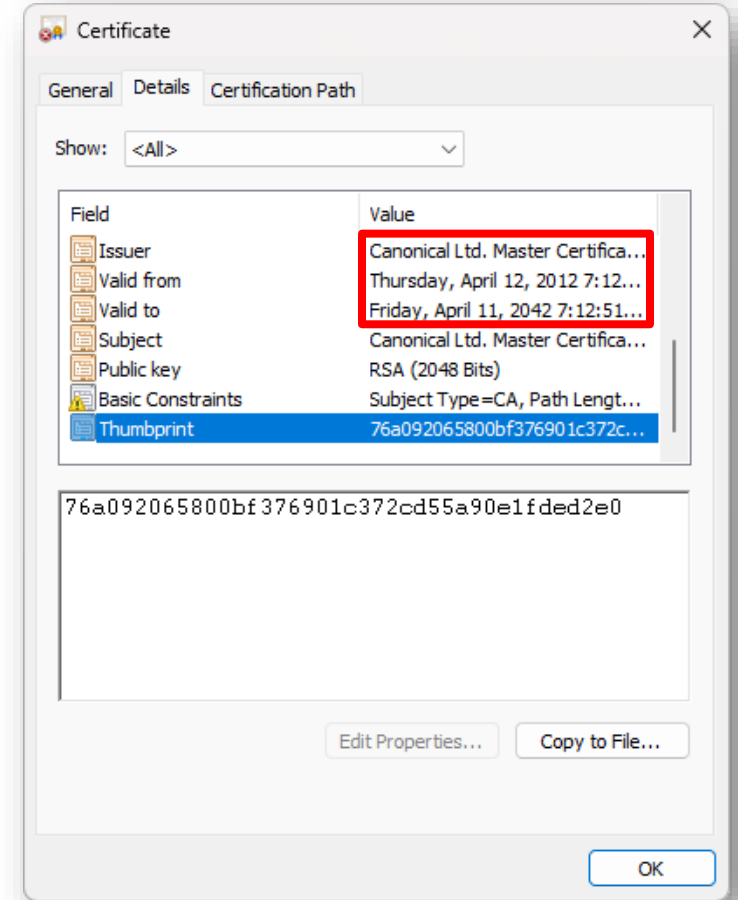 Certificate
General Details Certification Path
Show: <All>
Field Value
Issuer Canonical Ltd. Master Certifica...
Valid from Thursday, April 12, 2012 7:12...
Valid to Friday, April 11, 2042 7:12:51...
Subject Canonical Ltd. Master Certifica...
Public key RSA (2048 Bits)
Basic Constraints Subject Type=CA, Path Lengt...
Thumbprint 76a092065800bf376901c372c...
76a092065800bf376901c372cd55a90e1fded2e0
Edit Properties... Copy to File...
OK